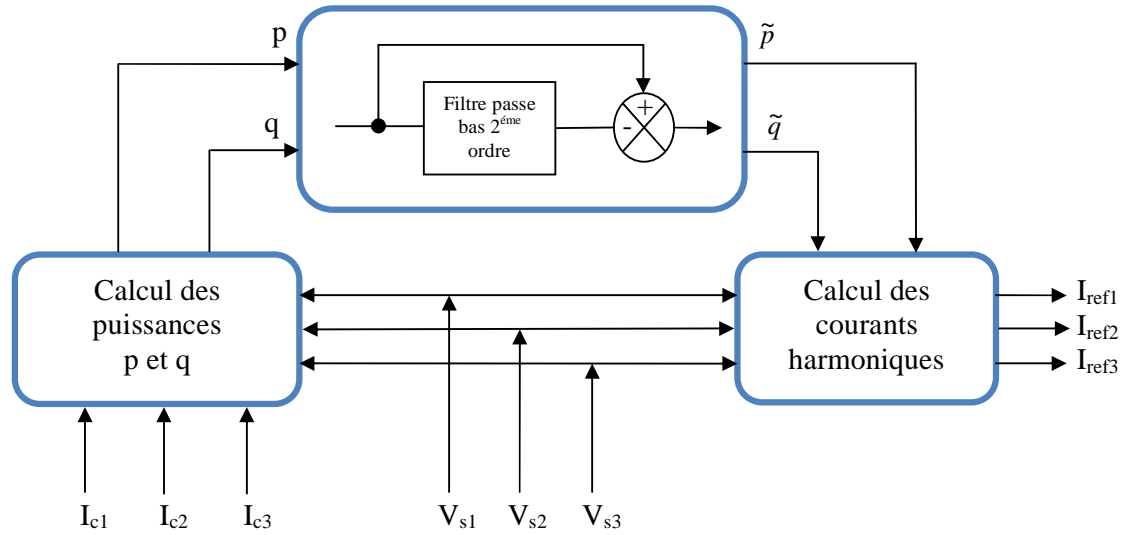 p
p̃
+
Filtre passe
bas 2éme
ordre
-
q
q̃
Calcul des
puissances
p et q
Calcul des
courants
harmoniques
Iref1
Iref2
Iref3
Ic1 Ic2 Ic3 Vs1 Vs2 Vs3